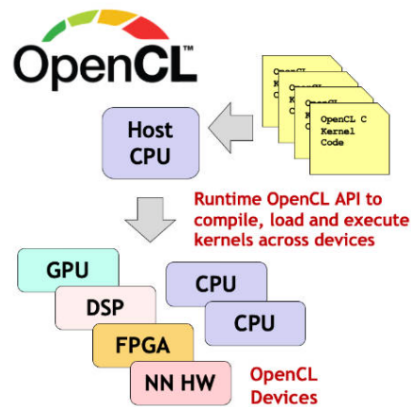 OpenCL™
Host
CPU
OpenCL C
Kernel
Code
Runtime OpenCL API to
compile, load and execute
kernels across devices
GPU
CPU
DSP
CPU
FPGA
NN HW
OpenCL
Devices